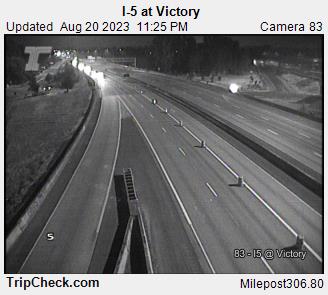 I-5 at Victory
Updated Aug 20 2023 11:25 PM Camera 83
S
83 - I5 @ Victory
TripCheck.com Milepost306.80